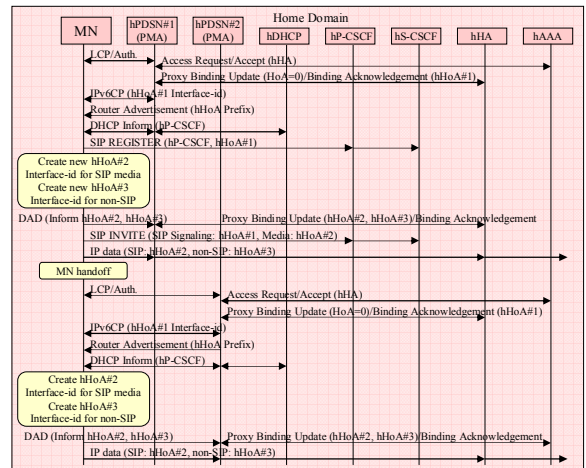 Home Domain
MN
hPDSN#1 (PMA)
hPDSN#2 (PMA)
hDHCP
hP-CSCF
hS-CSCF
hHA
hAAA
LCP/Auth.
Access Request/Accept (hHA)
Proxy Binding Update (HoA=0)/Binding Acknowledgement (hHoA#1)
IPv6CP (hHoA#1 Interface-id)
Router Advertisement (hHoA Prefix)
DHCP Inform (hP-CSCF)
SIP REGISTER (hP-CSCF, hHoA#1)
Create new hHoA#2
Interface-id for SIP media
Create new hHoA#3
Interface-id for non-SIP
DAD (Inform hHoA#2, hHoA#3)
Proxy Binding Update (hHoA#2, hHoA#3)/Binding Acknowledgement
SIP INVITE (SIP Signaling: hHoA#1, Media: hHoA#2)
IP data (SIP: hHoA#2, non-SIP: hHoA#3)
MN handoff
LCP/Auth.
Access Request/Accept (hHA)
Proxy Binding Update (HoA=0)/Binding Acknowledgement (hHoA#1)
IPv6CP (hHoA#1 Interface-id)
Router Advertisement (hHoA Prefix)
DHCP Inform (hP-CSCF)
Create hHoA#2
Interface-id for SIP media
Create hHoA#3
Interface-id for non-SIP
DAD (Inform hHoA#2, hHoA#3)
Proxy Binding Update (hHoA#2, hHoA#3)/Binding Acknowledgement
IP data (SIP: hHoA#2, non-SIP: hHoA#3)